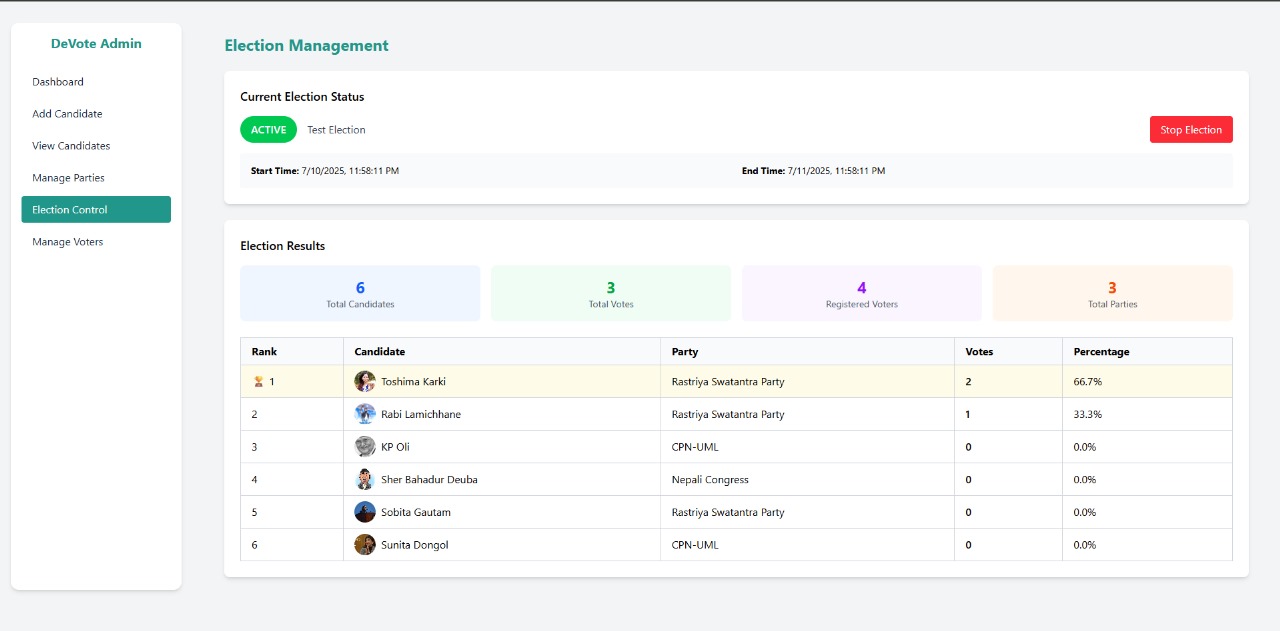 DeVote Admin
Dashboard
Add Candidate
View Candidates
Manage Parties
Election Control
Manage Voters
Election Management
Current Election Status
ACTIVE Test Election Stop Election
Start Time: 7/10/2025, 11:58:11 PM End Time: 7/11/2025, 11:58:11 PM
Election Results
6 3 4 3
Total Candidates Total Votes Registered Voters Total Parties
Rank Candidate Party Votes Percentage
1 Toshima Karki Rastriya Swatantra Party 2 66.7%
2 Rabi Lamichhane Rastriya Swatantra Party 1 33.3%
3 KP Oli CPN-UML 0 0.0%
4 Sher Bahadur Deuba Nepali Congress 0 0.0%
5 Sobita Gautam Rastriya Swatantra Party 0 0.0%
6 Sunita Dongol CPN-UML 0 0.0%